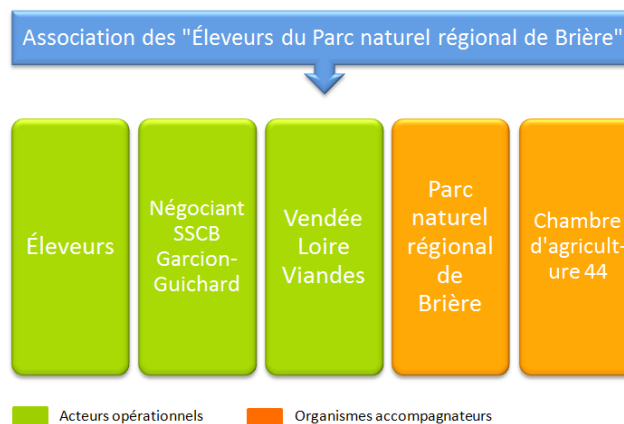 Association des "Éleveurs du Parc naturel régional de Brière"
Éleveurs
Négociant
SSCB
Garcion-
Guichard
Vendée
Loire
Viandes
Parc
naturel
régional
de
Brière
Chambre
d'agricult-
ure 44
Acteurs opérationnels
Organismes accompagnateurs